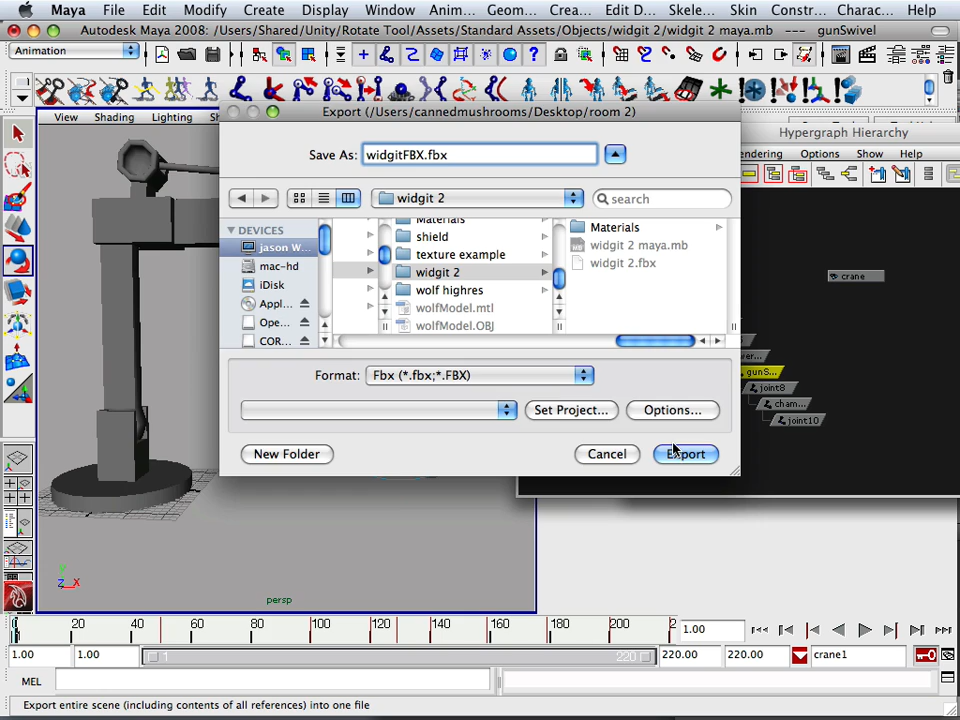 Maya File Edit Modify Create Display Window Anim... Geom... Crea... Edit D... Skele... Skin Constr... Charac... Help
Autodesk Maya 2008: /Users/Shared/Unity/Rotate Tool/Assets/Standard Assets/Objects/widgit 2/widgit 2 maya.mb --- gunSwivel
Animation
View Shading Lighting
Export (/Users/cannedmushrooms/Desktop/room 2)
Hypergraph Hierarchy
Save As: widgitFBX.fbx
Options Show Help
widgit 2
search
DEVICES
jason W...
mac-hd
iDisk
Appl...
Ope...
COR...
Materials
shield
texture example
widgit 2
wolf highres
wolfModel.mtl
wolfModel.OBJ
Materials
widgit 2 maya.mb
widgit 2.fbx
crane
gunS...
joint8
cham...
joint10
Format: Fbx (*.fbx;*.FBX)
Set Project... Options...
New Folder Cancel Export
Y
Z X
persp
20 40 60 80 100 120 140 160 180 200 2
1.00
1.00 1.00 1 220 220.00 220.00 crane1
MEL
Export entire scene (including contents of all references) into one file